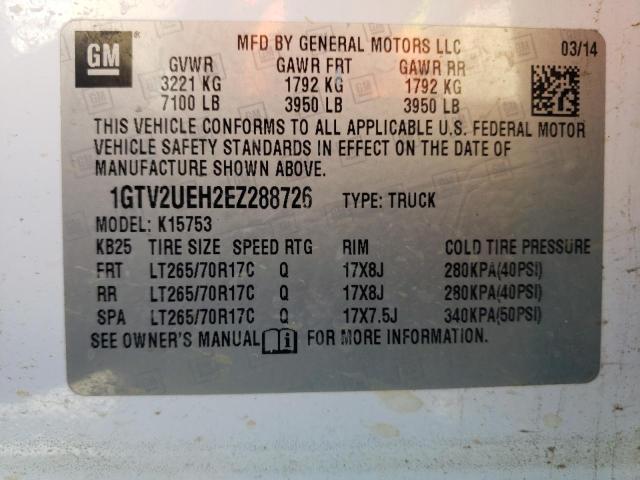 GM
MFD BY GENERAL MOTORS LLC 03/14
GVWR GAWR FRT GAWR RR
3221 KG 1792 KG 1792 KG
7100 LB 3950 LB 3950 LB
THIS VEHICLE CONFORMS TO ALL APPLICABLE U.S. FEDERAL MOTOR
VEHICLE SAFETY STANDARDS IN EFFECT ON THE DATE OF
MANUFACTURE SHOWN ABOVE.
1GTV2UEH2EZ288726 TYPE: TRUCK
MODEL: K15753
KB25 TIRE SIZE SPEED RTG RIM COLD TIRE PRESSURE
FRT LT265/70R17C Q 17X8J 280KPA(40PSI)
RR LT265/70R17C Q 17X8J 280KPA(40PSI)
SPA LT265/70R17C Q 17X7.5J 340KPA(50PSI)
SEE OWNER'S MANUAL FOR MORE INFORMATION.